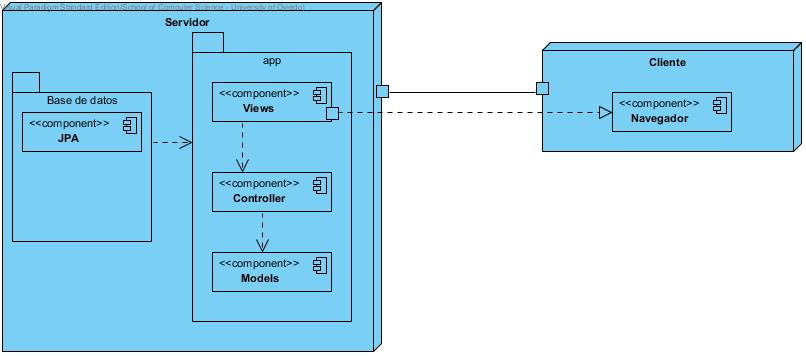 Visual Paradigm Standard Edition(School of Computer Science - University of Oviedo)
Servidor
app
Base de datos
<<component>>
JPA
<<component>>
Views
<<component>>
Controller
<<component>>
Models
Cliente
<<component>>
Navegador